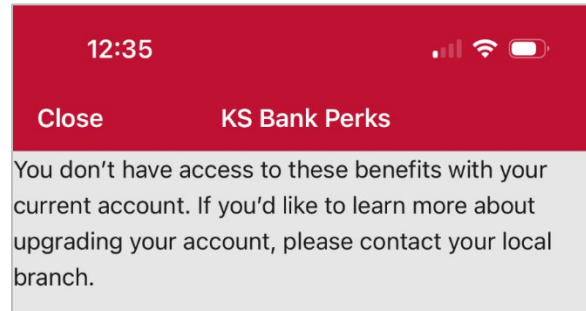 12:35
Close KS Bank Perks
You don’t have access to these benefits with your
current account. If you’d like to learn more about
upgrading your account, please contact your local
branch.